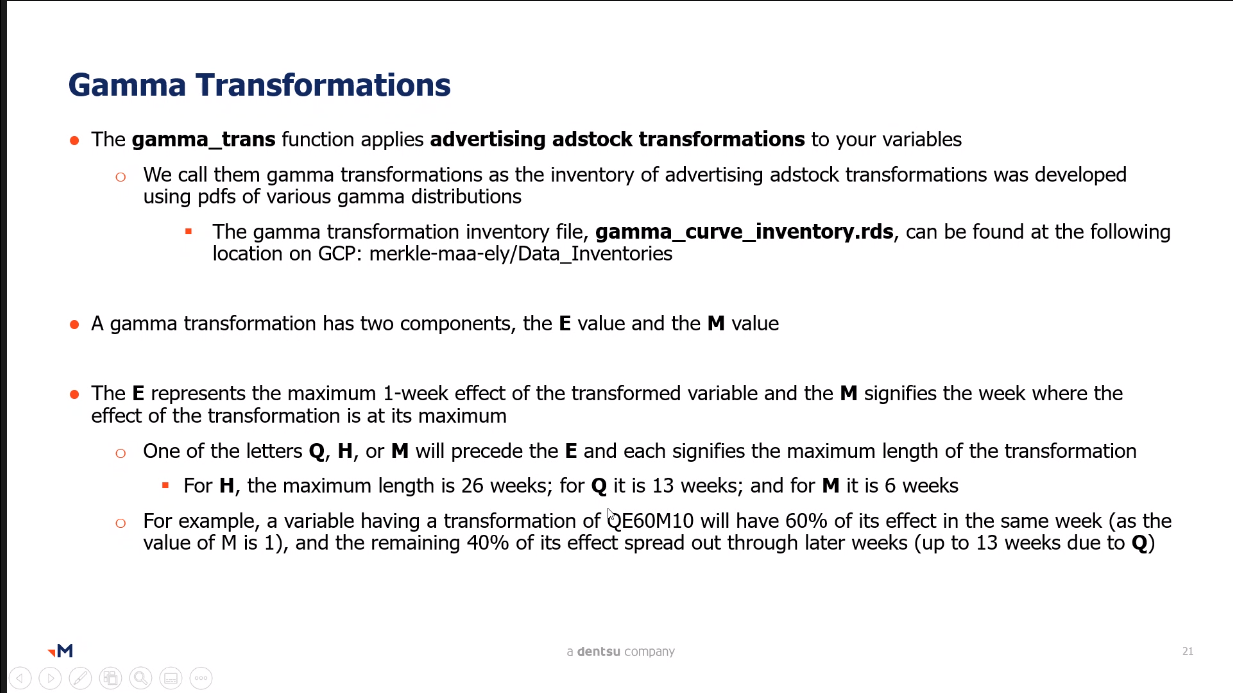 Gamma Transformations
The gamma_trans function applies advertising adstock transformations to your variables
We call them gamma transformations as the inventory of advertising adstock transformations was developed
using pdfs of various gamma distributions
The gamma transformation inventory file, gamma_curve_inventory.rds, can be found at the following
location on GCP: merkle-maa-ely/Data_Inventories
A gamma transformation has two components, the E value and the M value
The E represents the maximum 1-week effect of the transformed variable and the M signifies the week where the
effect of the transformation is at its maximum
One of the letters Q, H, or M will precede the E and each signifies the maximum length of the transformation
For H, the maximum length is 26 weeks; for Q it is 13 weeks; and for M it is 6 weeks
For example, a variable having a transformation of QE60M10 will have 60% of its effect in the same week (as the
value of M is 1), and the remaining 40% of its effect spread out through later weeks (up to 13 weeks due to Q)
M
a dentsu company
21